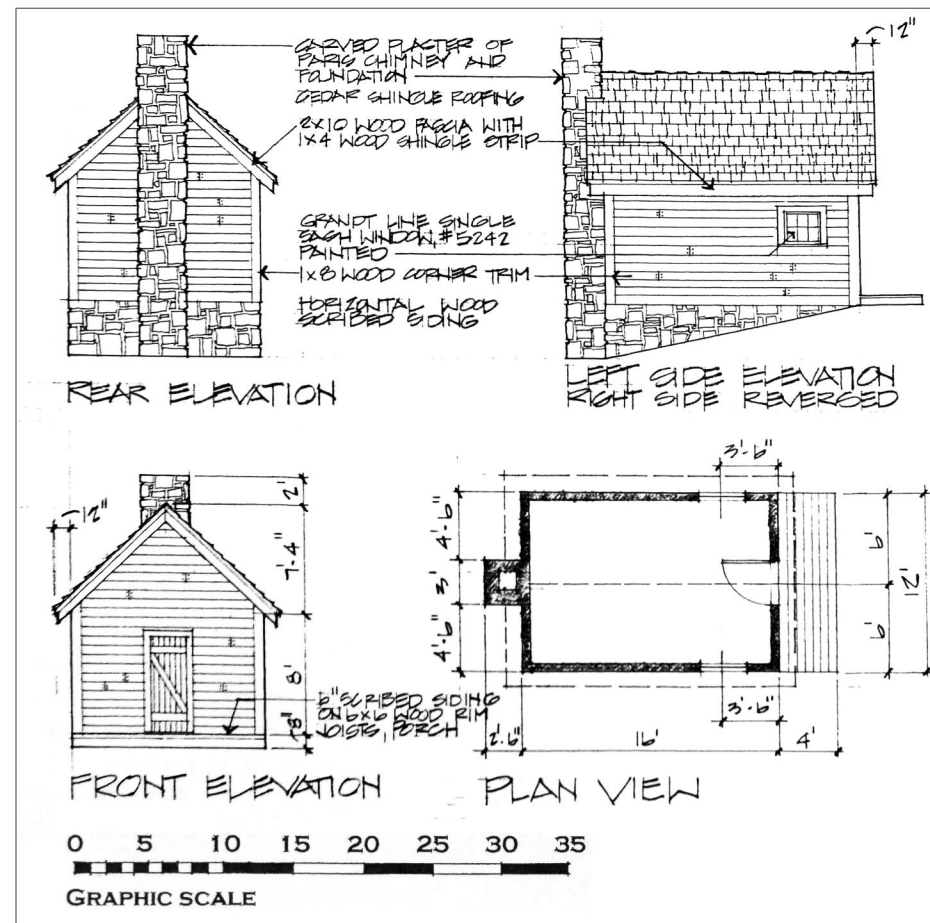 CARVED PLASTER OF
PARIS CHIMNEY AND
FOUNDATION
CEDAR SHINGLE ROOFING
2X10 WOOD FASCIA WITH
1X4 WOOD SHINGLE STRIP
GRANDT LINE SINGLE
SASH WINDOW, #5242
PAINTED
1X8 WOOD CORNER TRIM
HORIZONTAL WOOD
SCRIBED SIDING
12"
REAR ELEVATION
LEFT SIDE ELEVATION
RIGHT SIDE REVERSED
12"
2'
7'-4"
8'
6" SCRIBED SIDING
ON 6X6 WOOD RIM
JOISTS, PORCH
FRONT ELEVATION
3'-6"
4'-6"
3'
4'-6"
6'
6'
12'
3'-6"
2'-6"
16'
4'
PLAN VIEW
0 5 10 15 20 25 30 35
GRAPHIC SCALE